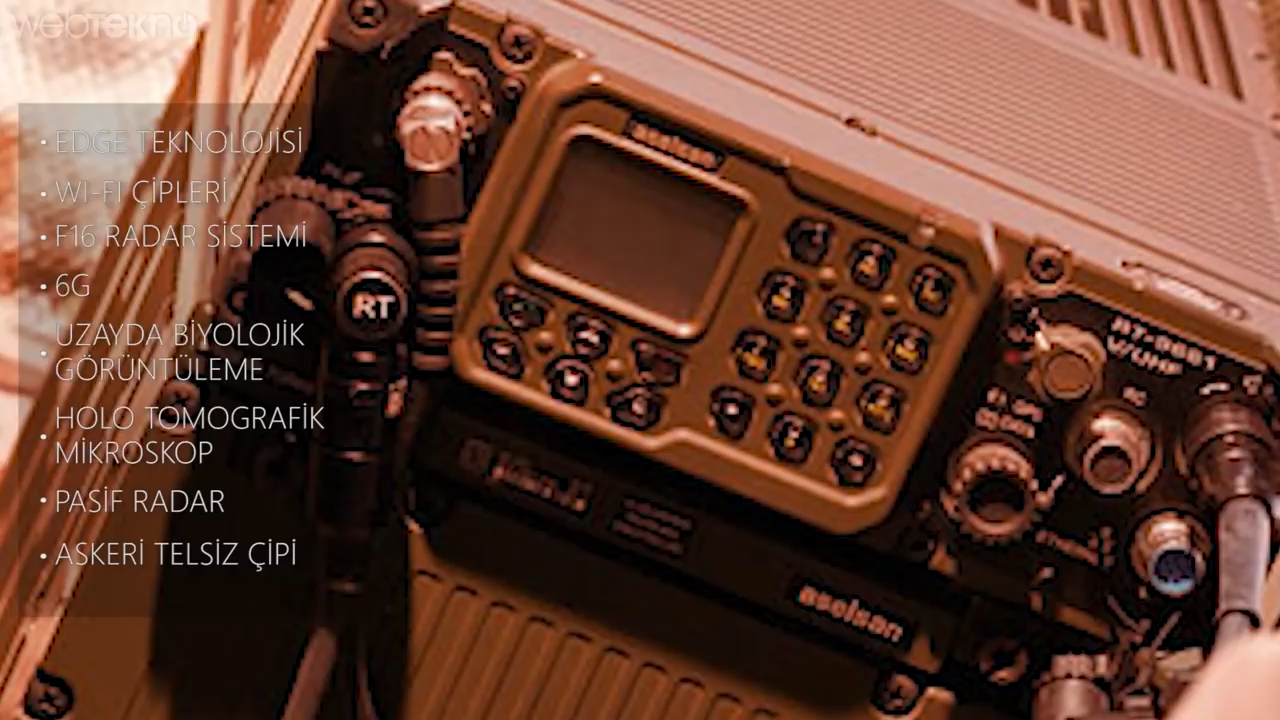 webtekno
• EDGE TEKNOLOJİSİ
• WI-FI ÇİPLERİ
• F16 RADAR SİSTEMİ
• 6G
• UZAYDA BİYOLOJİK
GÖRÜNTÜLEME
• HOLO TOMOGRAFİK
MİKROSKOP
• PASİF RADAR
• ASKERİ TELSİZ ÇİPİ
aselsan
RT
V/UHF
aselsan